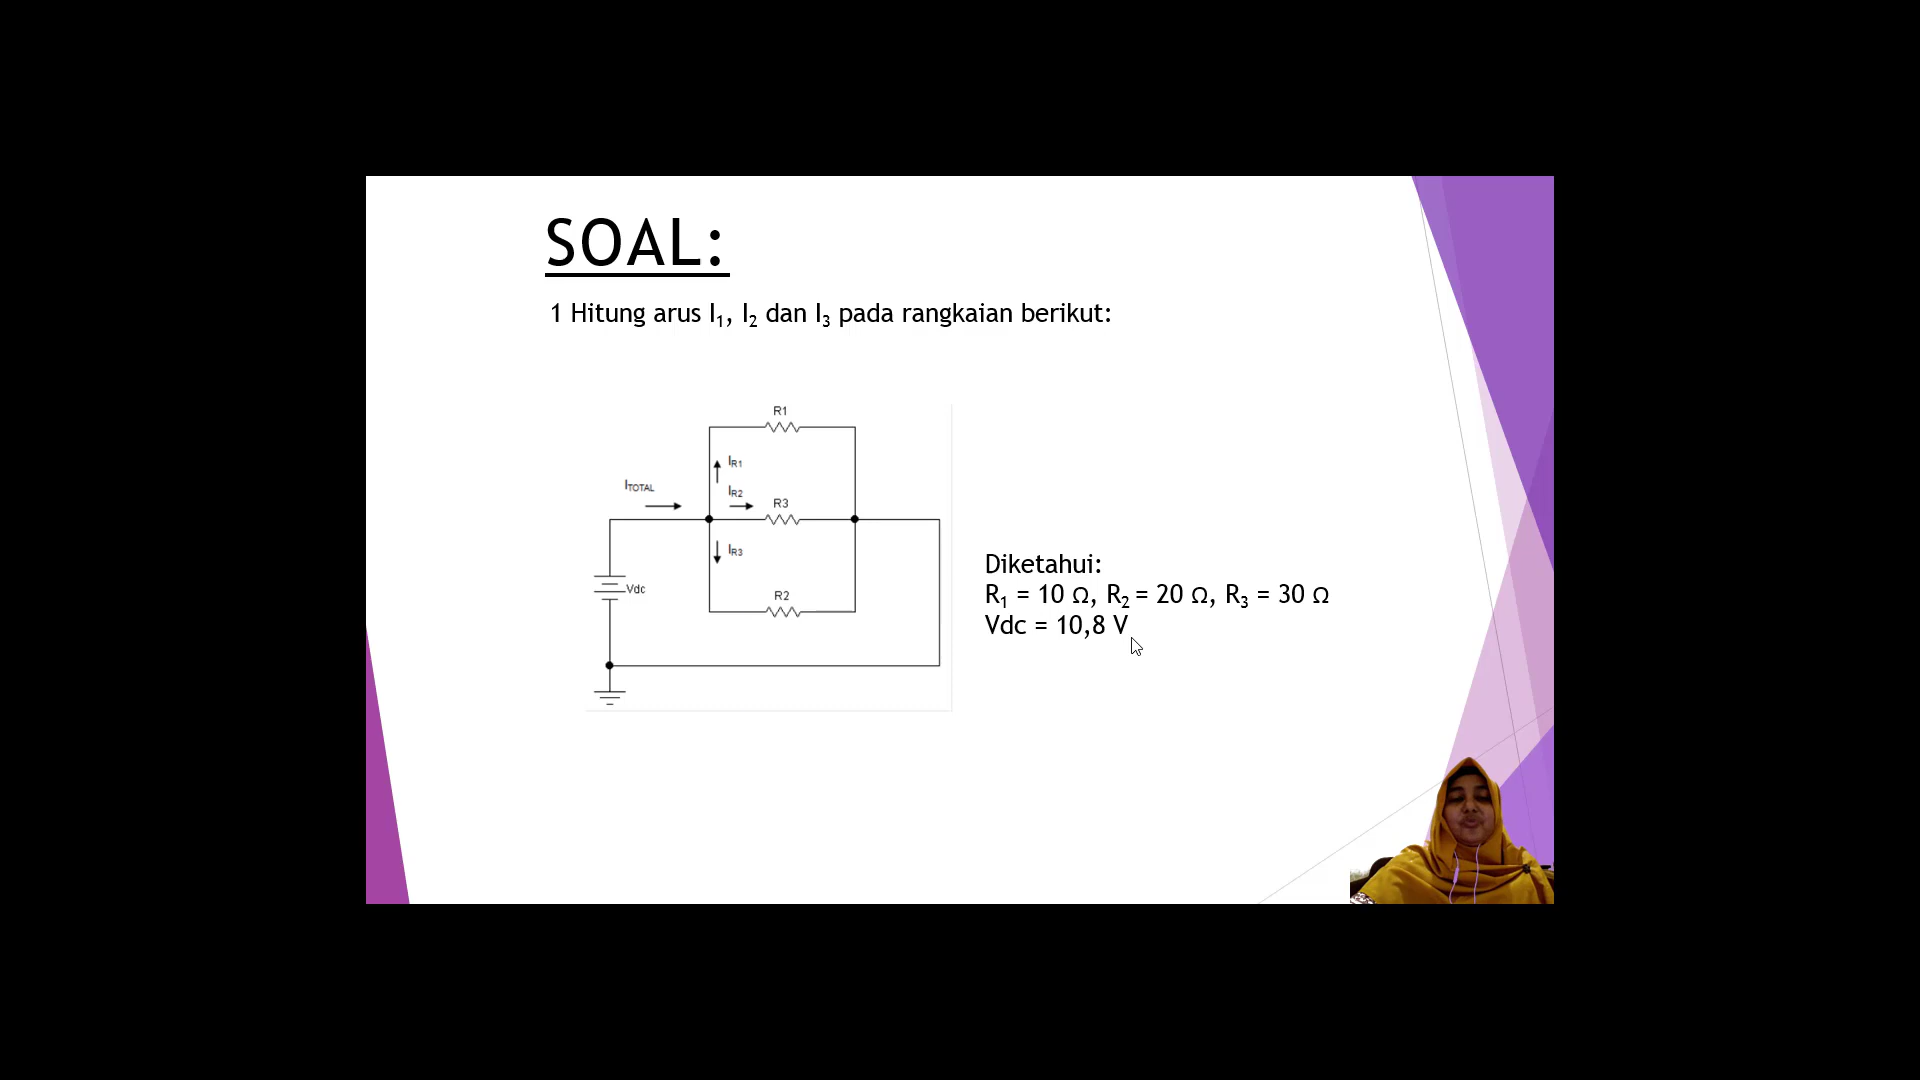 SOAL:
1 Hitung arus I₁, I₂ dan I₃ pada rangkaian berikut:
R1
IR1
ITOTAL
IR2
R3
IR3
Vdc
R2
Diketahui:
R₁ = 10 Ω, R₂ = 20 Ω, R₃ = 30 Ω
Vdc = 10,8 V